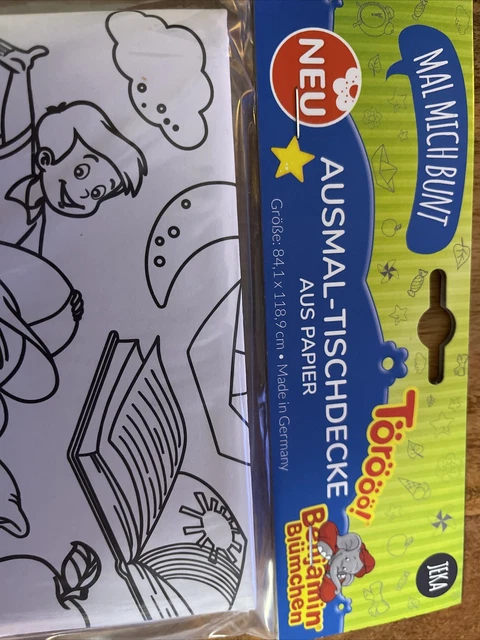 MAL MICH BUNT
NEU
AUSMAL-TISCHDECKE
AUS PAPIER
Größe: 84,1 x 118,9 cm • Made in Germany
Törööö!
Benjamin
Blümchen
JEKA